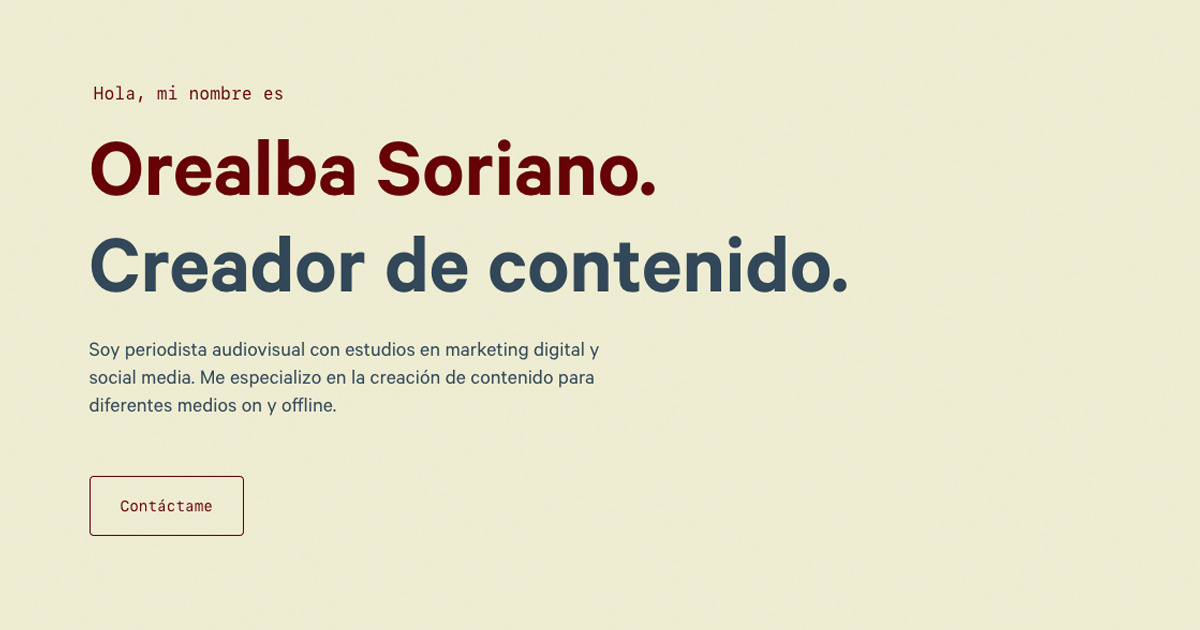 Hola, mi nombre es
Orealba Soriano.
Creador de contenido.
Soy periodista audiovisual con estudios en marketing digital y
social media. Me especializo en la creación de contenido para
diferentes medios on y offline.
Contáctame